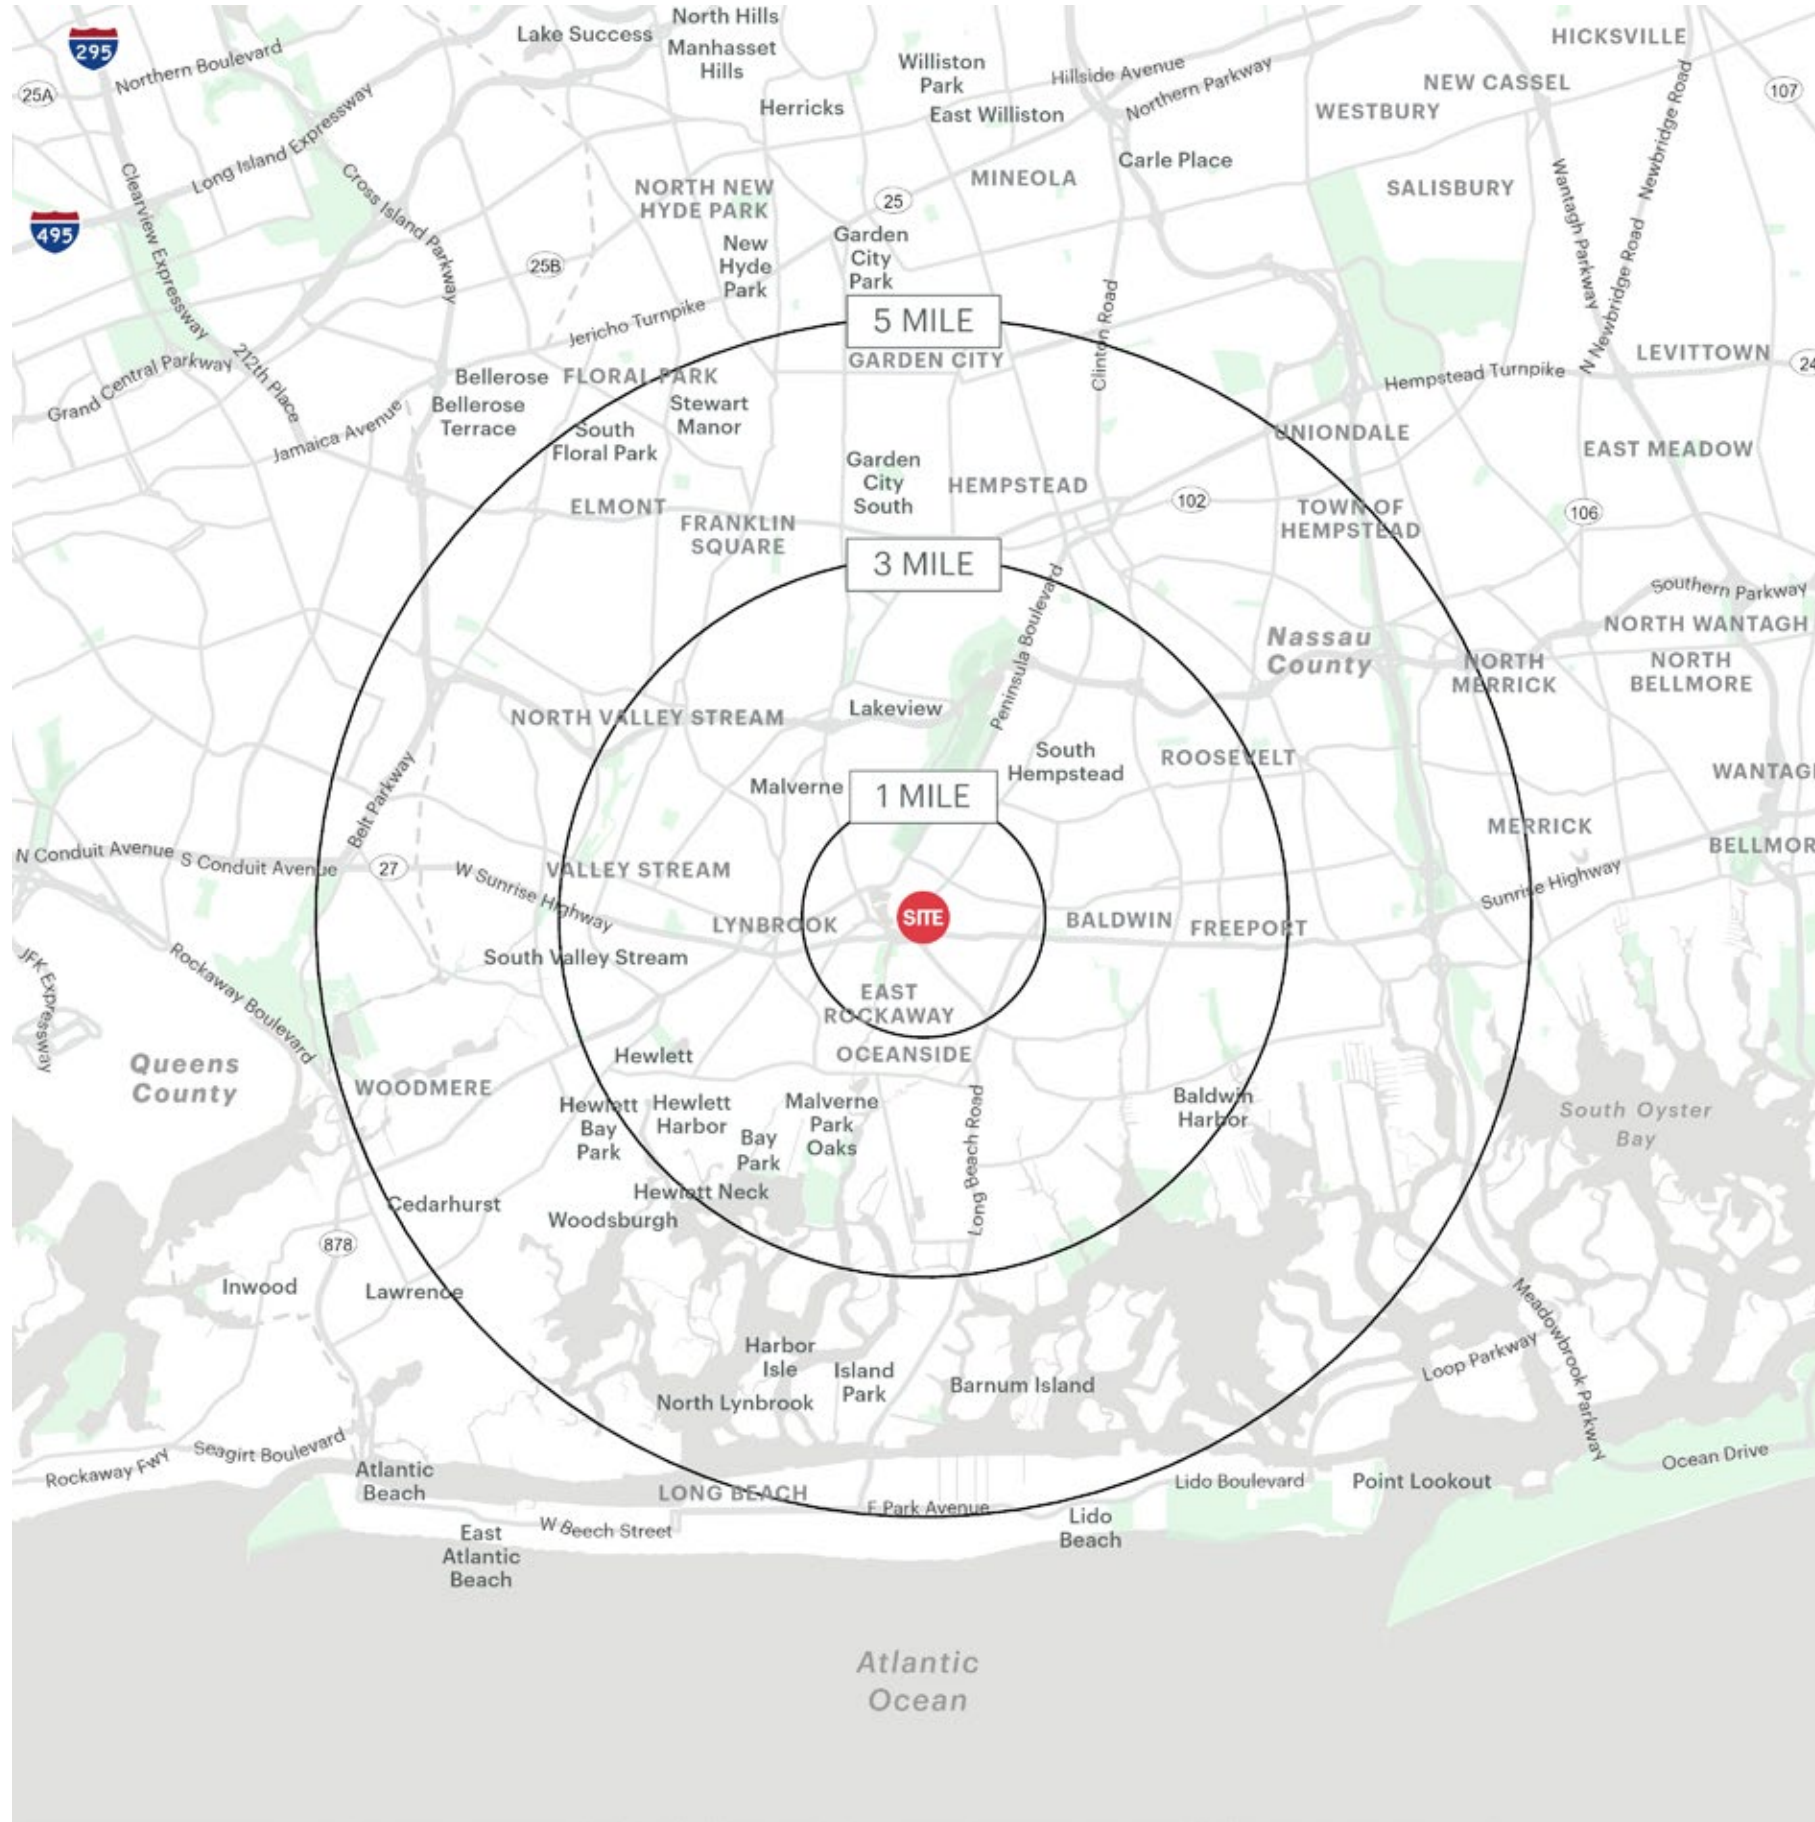 North Hills
HICKSVILLE
Lake Success
295
Manhasset
Hills
Northern Boulevard
Williston
Park
Hillside Avenue
Northern Parkway
NEW CASSEL
25A
107
Newbridge Road
Herricks
East Williston
WESTBURY
Long Island Expressway
Carle Place
Clearview Expressway
Cross Island Parkway
NORTH NEW
HYDE PARK
MINEOLA
SALISBURY
Wantagh Parkway
25
495
New
Hyde
Park
Garden
City
Park
25B
N Newbridge Road
Jericho Turnpike
5 MILE
Clinton Road
GARDEN CITY
LEVITTOWN
24
Grand Central Parkway
212th Place
Bellerose
FLORAL PARK
Hempstead Turnpike
Bellerose
Terrace
Stewart
Manor
Jamaica Avenue
South
Floral Park
UNIONDALE
EAST MEADOW
Garden
City
South
HEMPSTEAD
102
ELMONT
FRANKLIN
SQUARE
TOWN OF
HEMPSTEAD
106
3 MILE
Southern Parkway
Peninsula Boulevard
Nassau
County
NORTH WANTAGH
NORTH
MERRICK
NORTH
BELLMORE
NORTH VALLEY STREAM
Lakeview
South
Hempstead
ROOSEVELT
WANTAG
Malverne
1 MILE
Belt Parkway
MERRICK
BELLMOR
N Conduit Avenue
S Conduit Avenue
27
W Sunrise Highway
VALLEY STREAM
Sunrise Highway
LYNBROOK
SITE
BALDWIN
FREEPORT
JFK Expressway
Rockaway Boulevard
South Valley Stream
EAST
ROCKAWAY
Queens
County
Hewlett
OCEANSIDE
WOODMERE
Hewlett
Bay
Park
Hewlett
Harbor
Bay
Park
Malverne
Park
Oaks
Long Beach Road
Baldwin
Harbor
South Oyster
Bay
Hewlett Neck
Cedarhurst
Woodsburgh
878
Inwood
Lawrence
Meadowbrook Parkway
Harbor
Isle
Island
Park
Loop Parkway
North Lynbrook
Barnum Island
Rockaway Fwy
Seagirt Boulevard
Ocean Drive
Atlantic
Beach
LONG BEACH
E Park Avenue
Lido Boulevard
Point Lookout
East
Atlantic
Beach
W Beech Street
Lido
Beach
Atlantic
Ocean